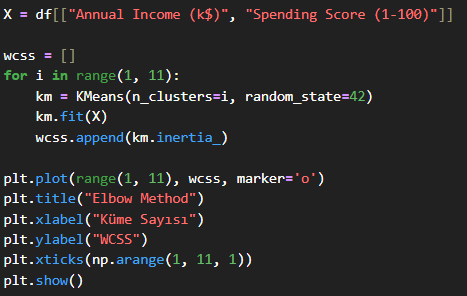 X = df[["Annual Income (k$)", "Spending Score (1-100)"]]
wcss = []
for i in range(1, 11):
    km = KMeans(n_clusters=i, random_state=42)
    km.fit(X)
    wcss.append(km.inertia_)
plt.plot(range(1, 11), wcss, marker='o')
plt.title("Elbow Method")
plt.xlabel("Küme Sayısı")
plt.ylabel("WCSS")
plt.xticks(np.arange(1, 11, 1))
plt.show()